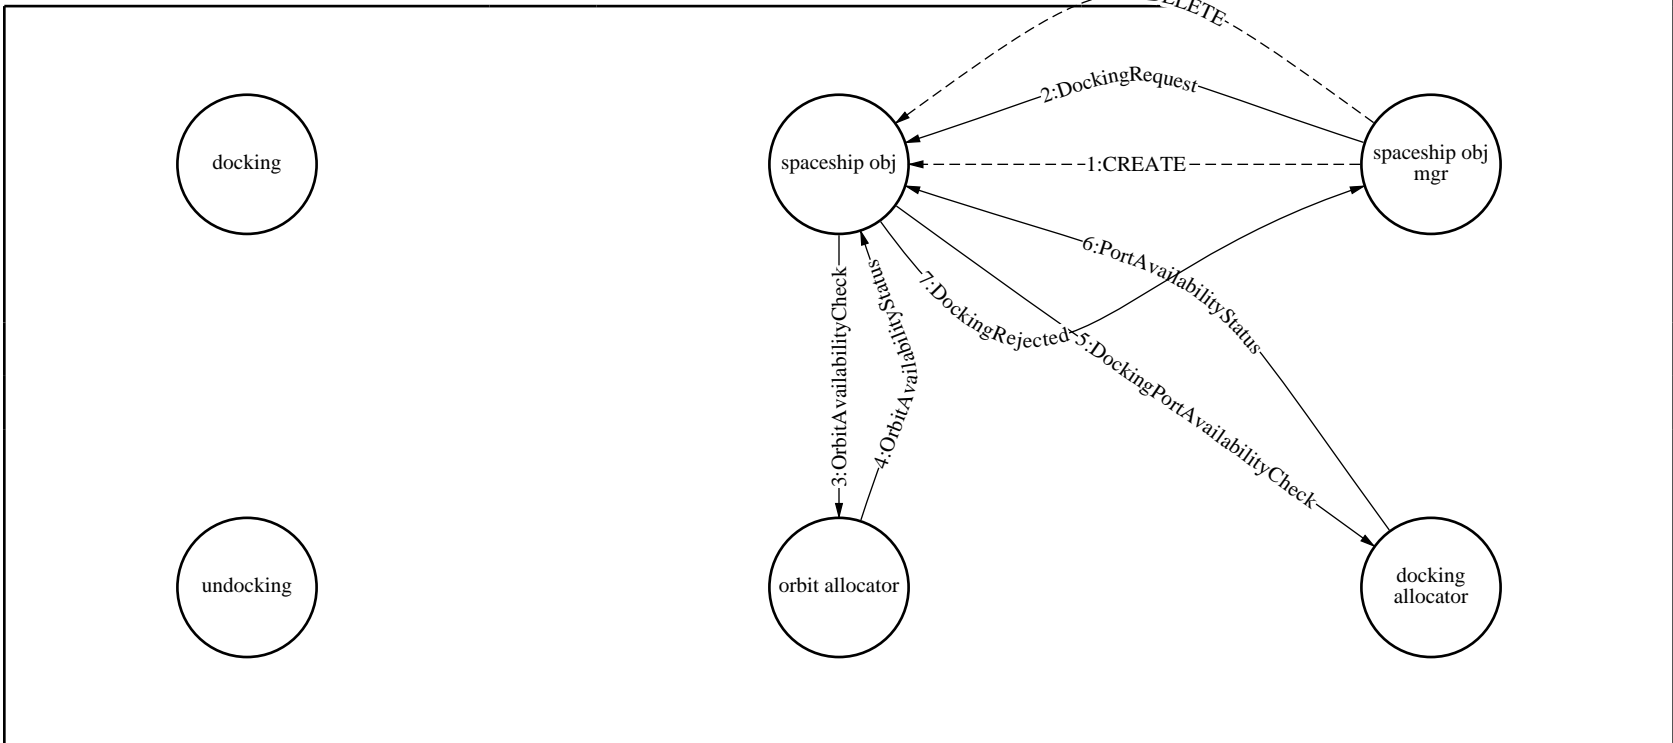 2:DockingRequest
docking
spaceship obj
1:CREATE
spaceship obj
mgr
6:PortAvailabilityStatus
7:DockingRejected
3:OrbitAvailabilityCheck
4:OrbitAvailabilityStatus
5:DockingPortAvailabilityCheck
undocking
orbit allocator
docking
allocator